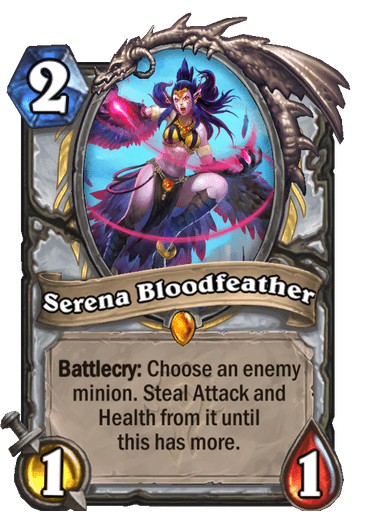 2
Serena Bloodfeather
Battlecry: Choose an enemy
minion. Steal Attack and
Health from it until
this has more.
1
1